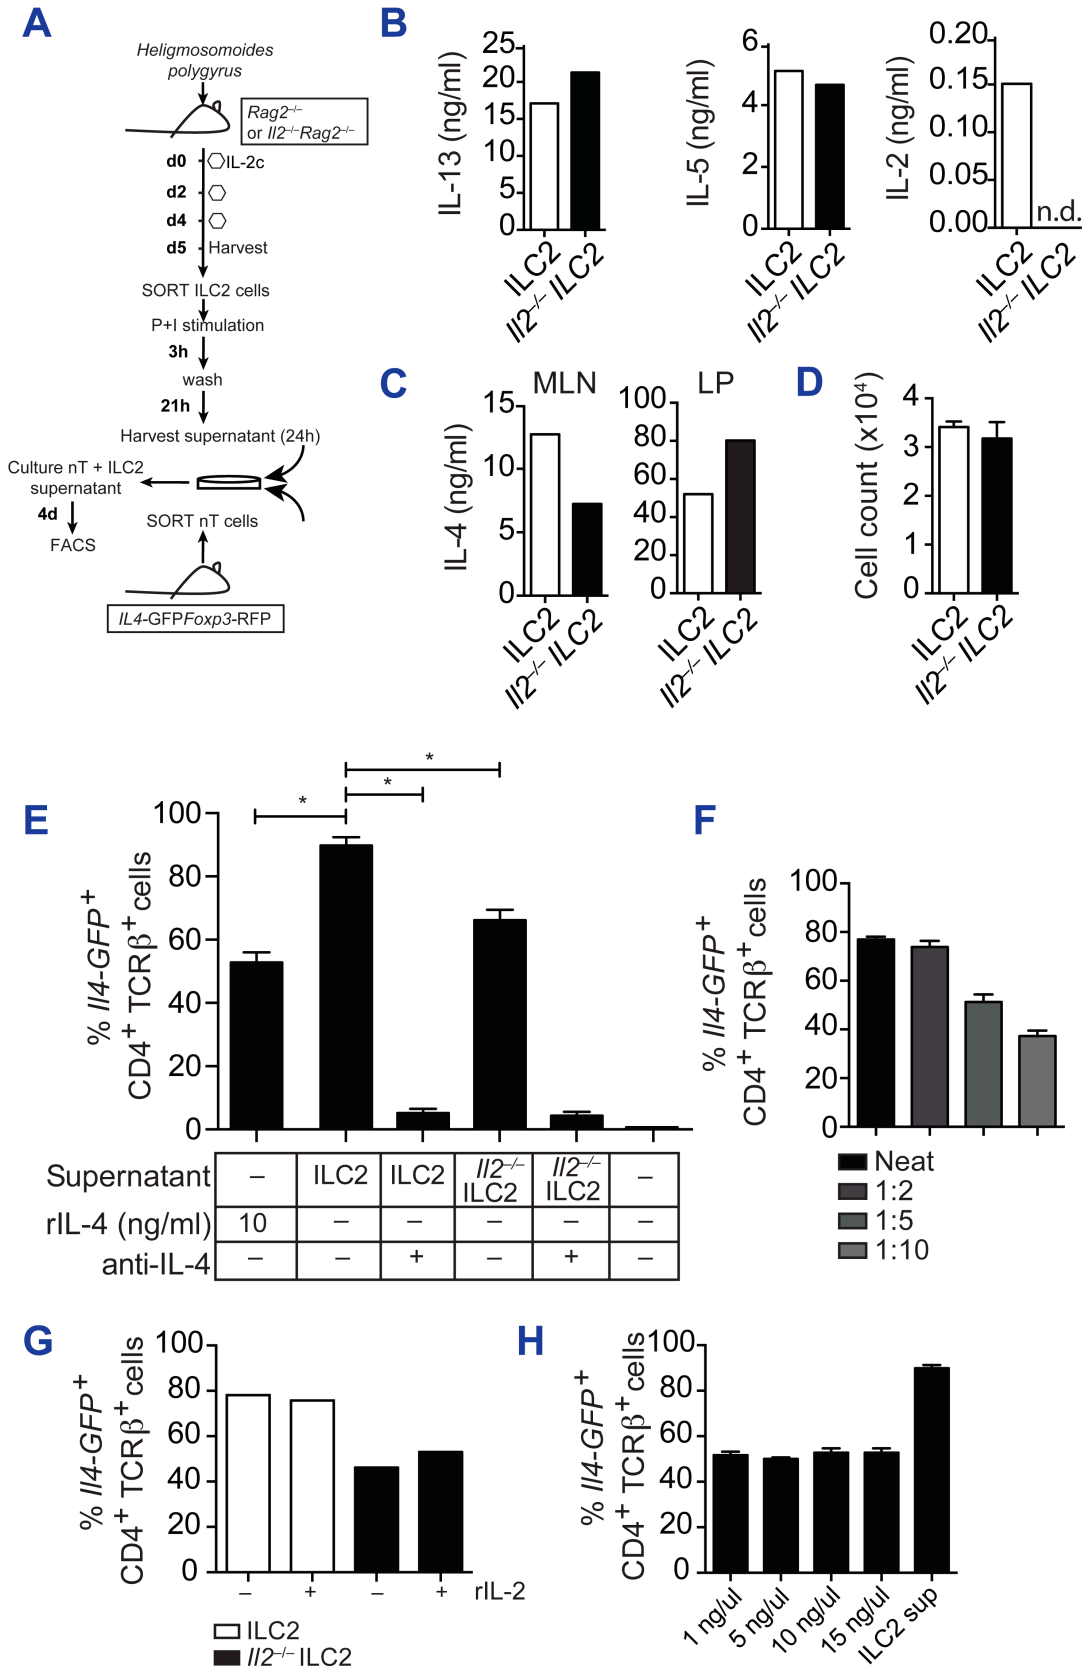 A
Heligmosomoides
polygyrus
Rag2–/–
or Il2–/–Rag2–/–
d0 IL-2c
d2
d4
d5 Harvest
SORT ILC2 cells
P+I stimulation
3h
wash
21h
Harvest supernatant (24h)
Culture nT + ILC2
supernatant
4d
SORT nT cells
FACS
IL4-GFPFoxp3-RFP
B
IL-13 (ng/ml)
25
20
15
10
5
0
ILC2
Il2–/– ILC2
IL-5 (ng/ml)
6
4
2
0
ILC2
Il2–/– ILC2
IL-2 (ng/ml)
0.20
0.15
0.10
0.05
0.00
n.d.
ILC2
Il2–/– ILC2
C
MLN
IL-4 (ng/ml)
15
10
5
0
ILC2
Il2–/– ILC2
LP
100
80
60
40
20
0
ILC2
Il2–/– ILC2
D
Cell count (x10⁴)
4
3
2
1
0
ILC2
Il2–/– ILC2
E
% Il4-GFP⁺
CD4⁺ TCRβ⁺ cells
100
80
60
40
20
0
*
*
*
Supernatant – ILC2 ILC2 Il2–/– ILC2 Il2–/– ILC2 –
rIL-4 (ng/ml) 10 – – – – –
anti-IL-4 – – + – + –
F
% Il4-GFP⁺
CD4⁺ TCRβ⁺ cells
100
80
60
40
20
0
Neat
1:2
1:5
1:10
G
% Il4-GFP⁺
CD4⁺ TCRβ⁺ cells
100
80
60
40
20
0
– + – + rIL-2
ILC2
Il2–/– ILC2
H
% Il4-GFP⁺
CD4⁺ TCRβ⁺ cells
100
80
60
40
20
0
1 ng/ul
5 ng/ul
10 ng/ul
15 ng/ul
ILC2 sup